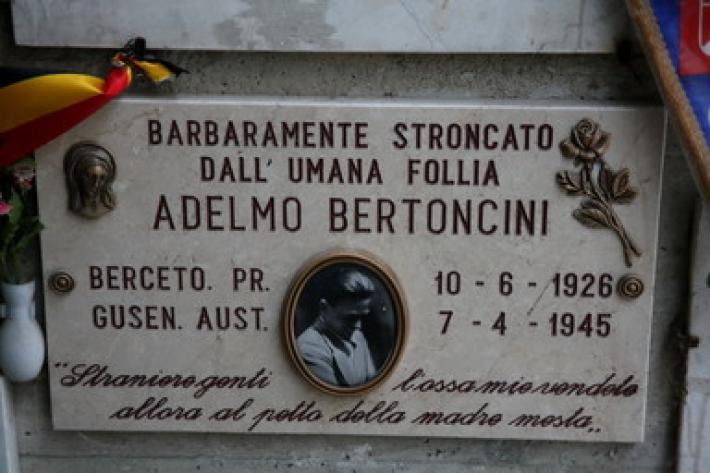 BARBARAMENTE STRONCATO
DALL' UMANA FOLLIA
ADELMO BERTONCINI
BERCETO. PR. 10 - 6 - 1926
GUSEN. AUST. 7 - 4 - 1945
"Straniere genti l'ossa mie rendete
allora al petto della madre mesta„